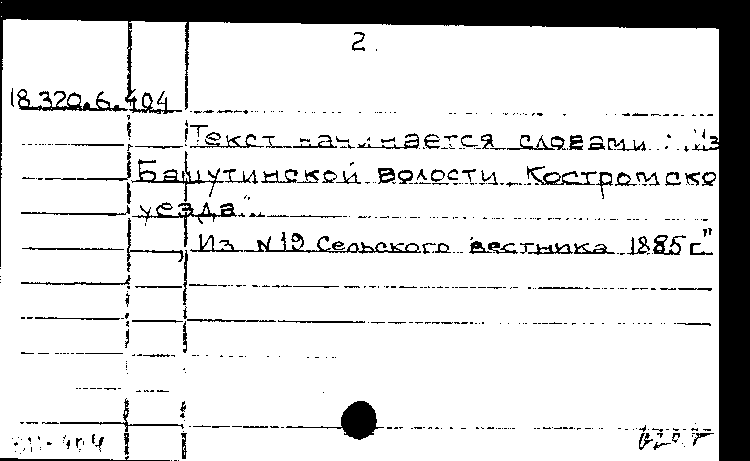 2.
18.320.6.404
Текст начинается словами: „Из
Башутинской волости, Костромско
уезда"..
„Из N 19 Сельского вестника 1885 г."